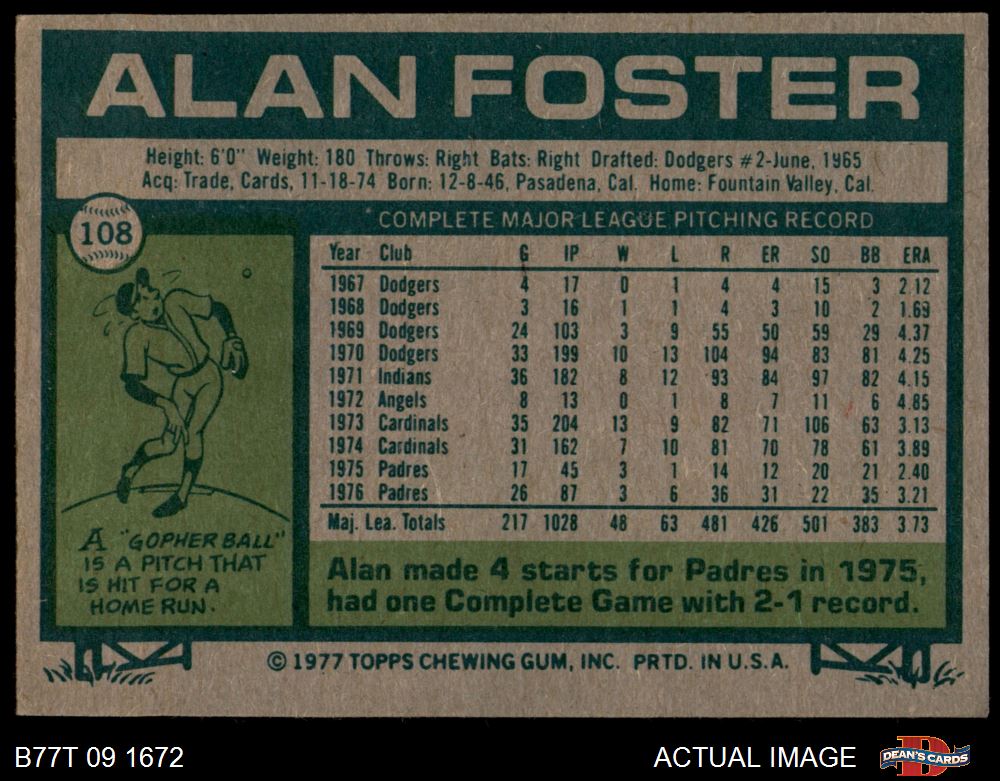 ALAN FOSTER
Height: 6'0" Weight: 180 Throws: Right Bats: Right Drafted: Dodgers #2-June, 1965
Acq: Trade, Cards, 11-18-74 Born: 12-8-46, Pasadena, Cal. Home: Fountain Valley, Cal.
108
COMPLETE MAJOR LEAGUE PITCHING RECORD
Year Club G IP W L R ER SO BB ERA
1967 Dodgers 4 17 0 1 4 4 15 3 2.12
1968 Dodgers 3 16 1 1 4 3 10 2 1.69
1969 Dodgers 24 103 3 9 55 50 59 29 4.37
1970 Dodgers 33 199 10 13 104 94 83 81 4.25
1971 Indians 36 182 8 12 93 84 97 82 4.15
1972 Angels 8 13 0 1 8 7 11 6 4.85
1973 Cardinals 35 204 13 9 82 71 106 63 3.13
1974 Cardinals 31 162 7 10 81 70 78 61 3.89
1975 Padres 17 45 3 1 14 12 20 21 2.40
1976 Padres 26 87 3 6 36 31 22 35 3.21
Maj. Lea. Totals 217 1028 48 63 481 426 501 383 3.73
A "GOPHER BALL"
IS A PITCH THAT
IS HIT FOR A
HOME RUN.
Alan made 4 starts for Padres in 1975,
had one Complete Game with 2-1 record.
© 1977 TOPPS CHEWING GUM, INC. PRTD. IN U.S.A.
B77T 09 1672
ACTUAL IMAGE
DEAN'S CARDS